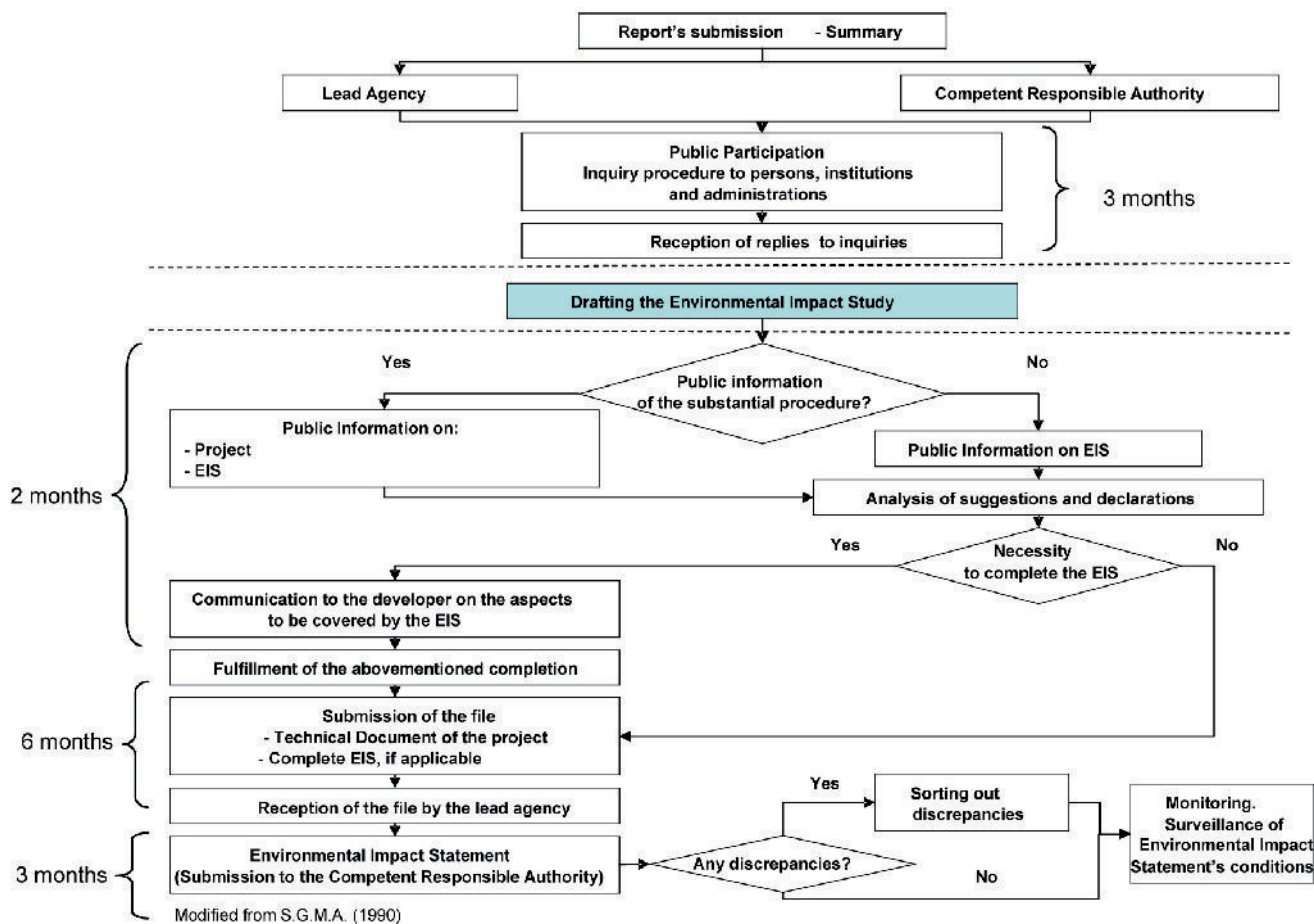 Report's submission - Summary
Lead Agency
Competent Responsible Authority
Public Participation
Inquiry procedure to persons, institutions
and administrations
3 months
Reception of replies to inquiries
Drafting the Environmental Impact Study
Yes
No
Public information
of the substantial procedure?
Public Information on:
- Project
- EIS
Public Information on EIS
2 months
Analysis of suggestions and declarations
Yes
Necessity
to complete the EIS
No
Communication to the developer on the aspects
to be covered by the EIS
Fulfillment of the abovementioned completion
6 months
Submission of the file
- Technical Document of the project
- Complete EIS, if applicable
Reception of the file by the lead agency
Yes
Sorting out
discrepancies
Monitoring.
Surveillance of
Environmental Impact
Statement's conditions
3 months
Environmental Impact Statement
(Submission to the Competent Responsible Authority)
Any discrepancies?
No
Modified from S.G.M.A. (1990)